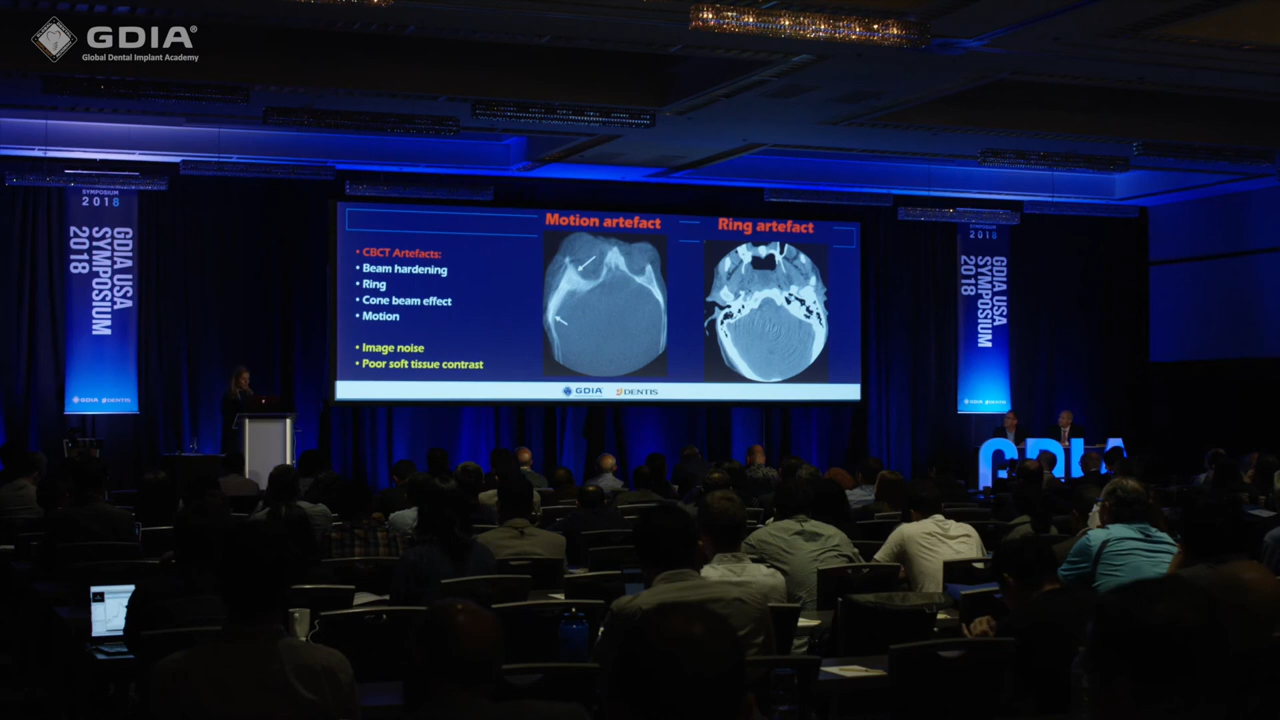 GDIA®
Global Dental Implant Academy
SYMPOSIUM
2018
GDIA USA
SYMPOSIUM
2018
GDIA DENTIS
Motion artefact
Ring artefact
• CBCT Artefacts:
• Beam hardening
• Ring
• Cone beam effect
• Motion
• Image noise
• Poor soft tissue contrast
GDIA DENTIS
SYMPOSIUM
2018
GDIA USA
SYMPOSIUM
2018
GDIA DENTIS
GDIA